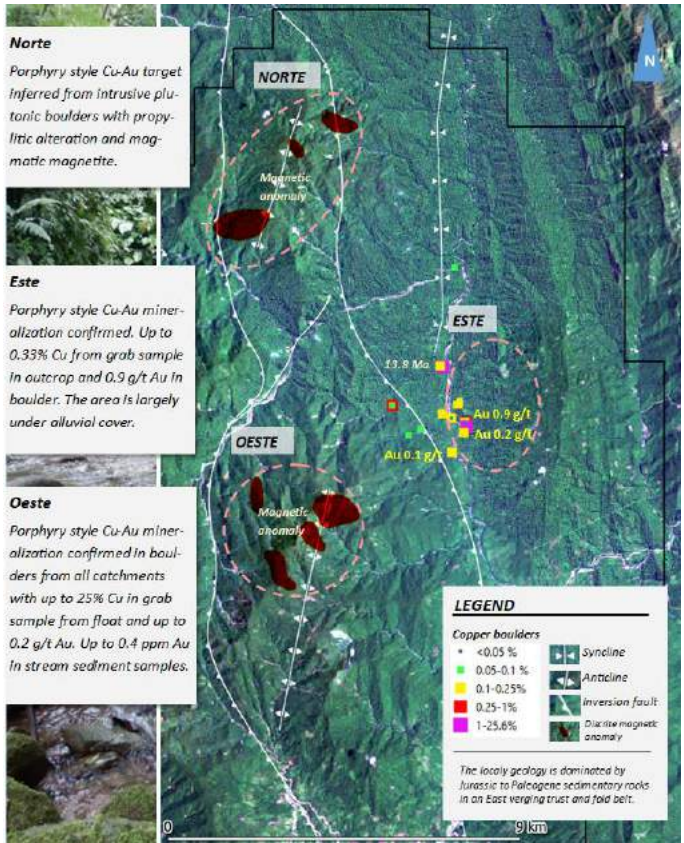 Norte
Porphyry style Cu-Au target
inferred from intrusive plu-
tonic boulders with propy-
litic alteration and mag-
matic magnetite.
Este
Porphyry style Cu-Au miner-
alization confirmed. Up to
0.33% Cu from grab sample
in outcrop and 0.9 g/t Au in
boulder. The area is largely
under alluvial cover.
Oeste
Porphyry style Cu-Au miner-
alization confirmed in boul-
ders from all catchments
with up to 25% Cu in grab
sample from float and up to
0.2 g/t Au. Up to 0.4 ppm Au
in stream sediment samples.
N
NORTE
Magnetic
anomaly
ESTE
13.8 Ma
Au 0.9 g/t
Au 0.2 g/t
Au 0.1 g/t
OESTE
Magnetic
anomaly
LEGEND
Copper boulders
<0.05 %
0.05-0.1 %
0.1-0.25%
0.25-1%
1-25.6%
Syncline
Anticline
Inversion fault
Discrite magnetic
anomaly
The localy geology is dominated by
Jurassic to Paleogene sedimentary rocks
in an East verging trust and fold belt.
0 9 km